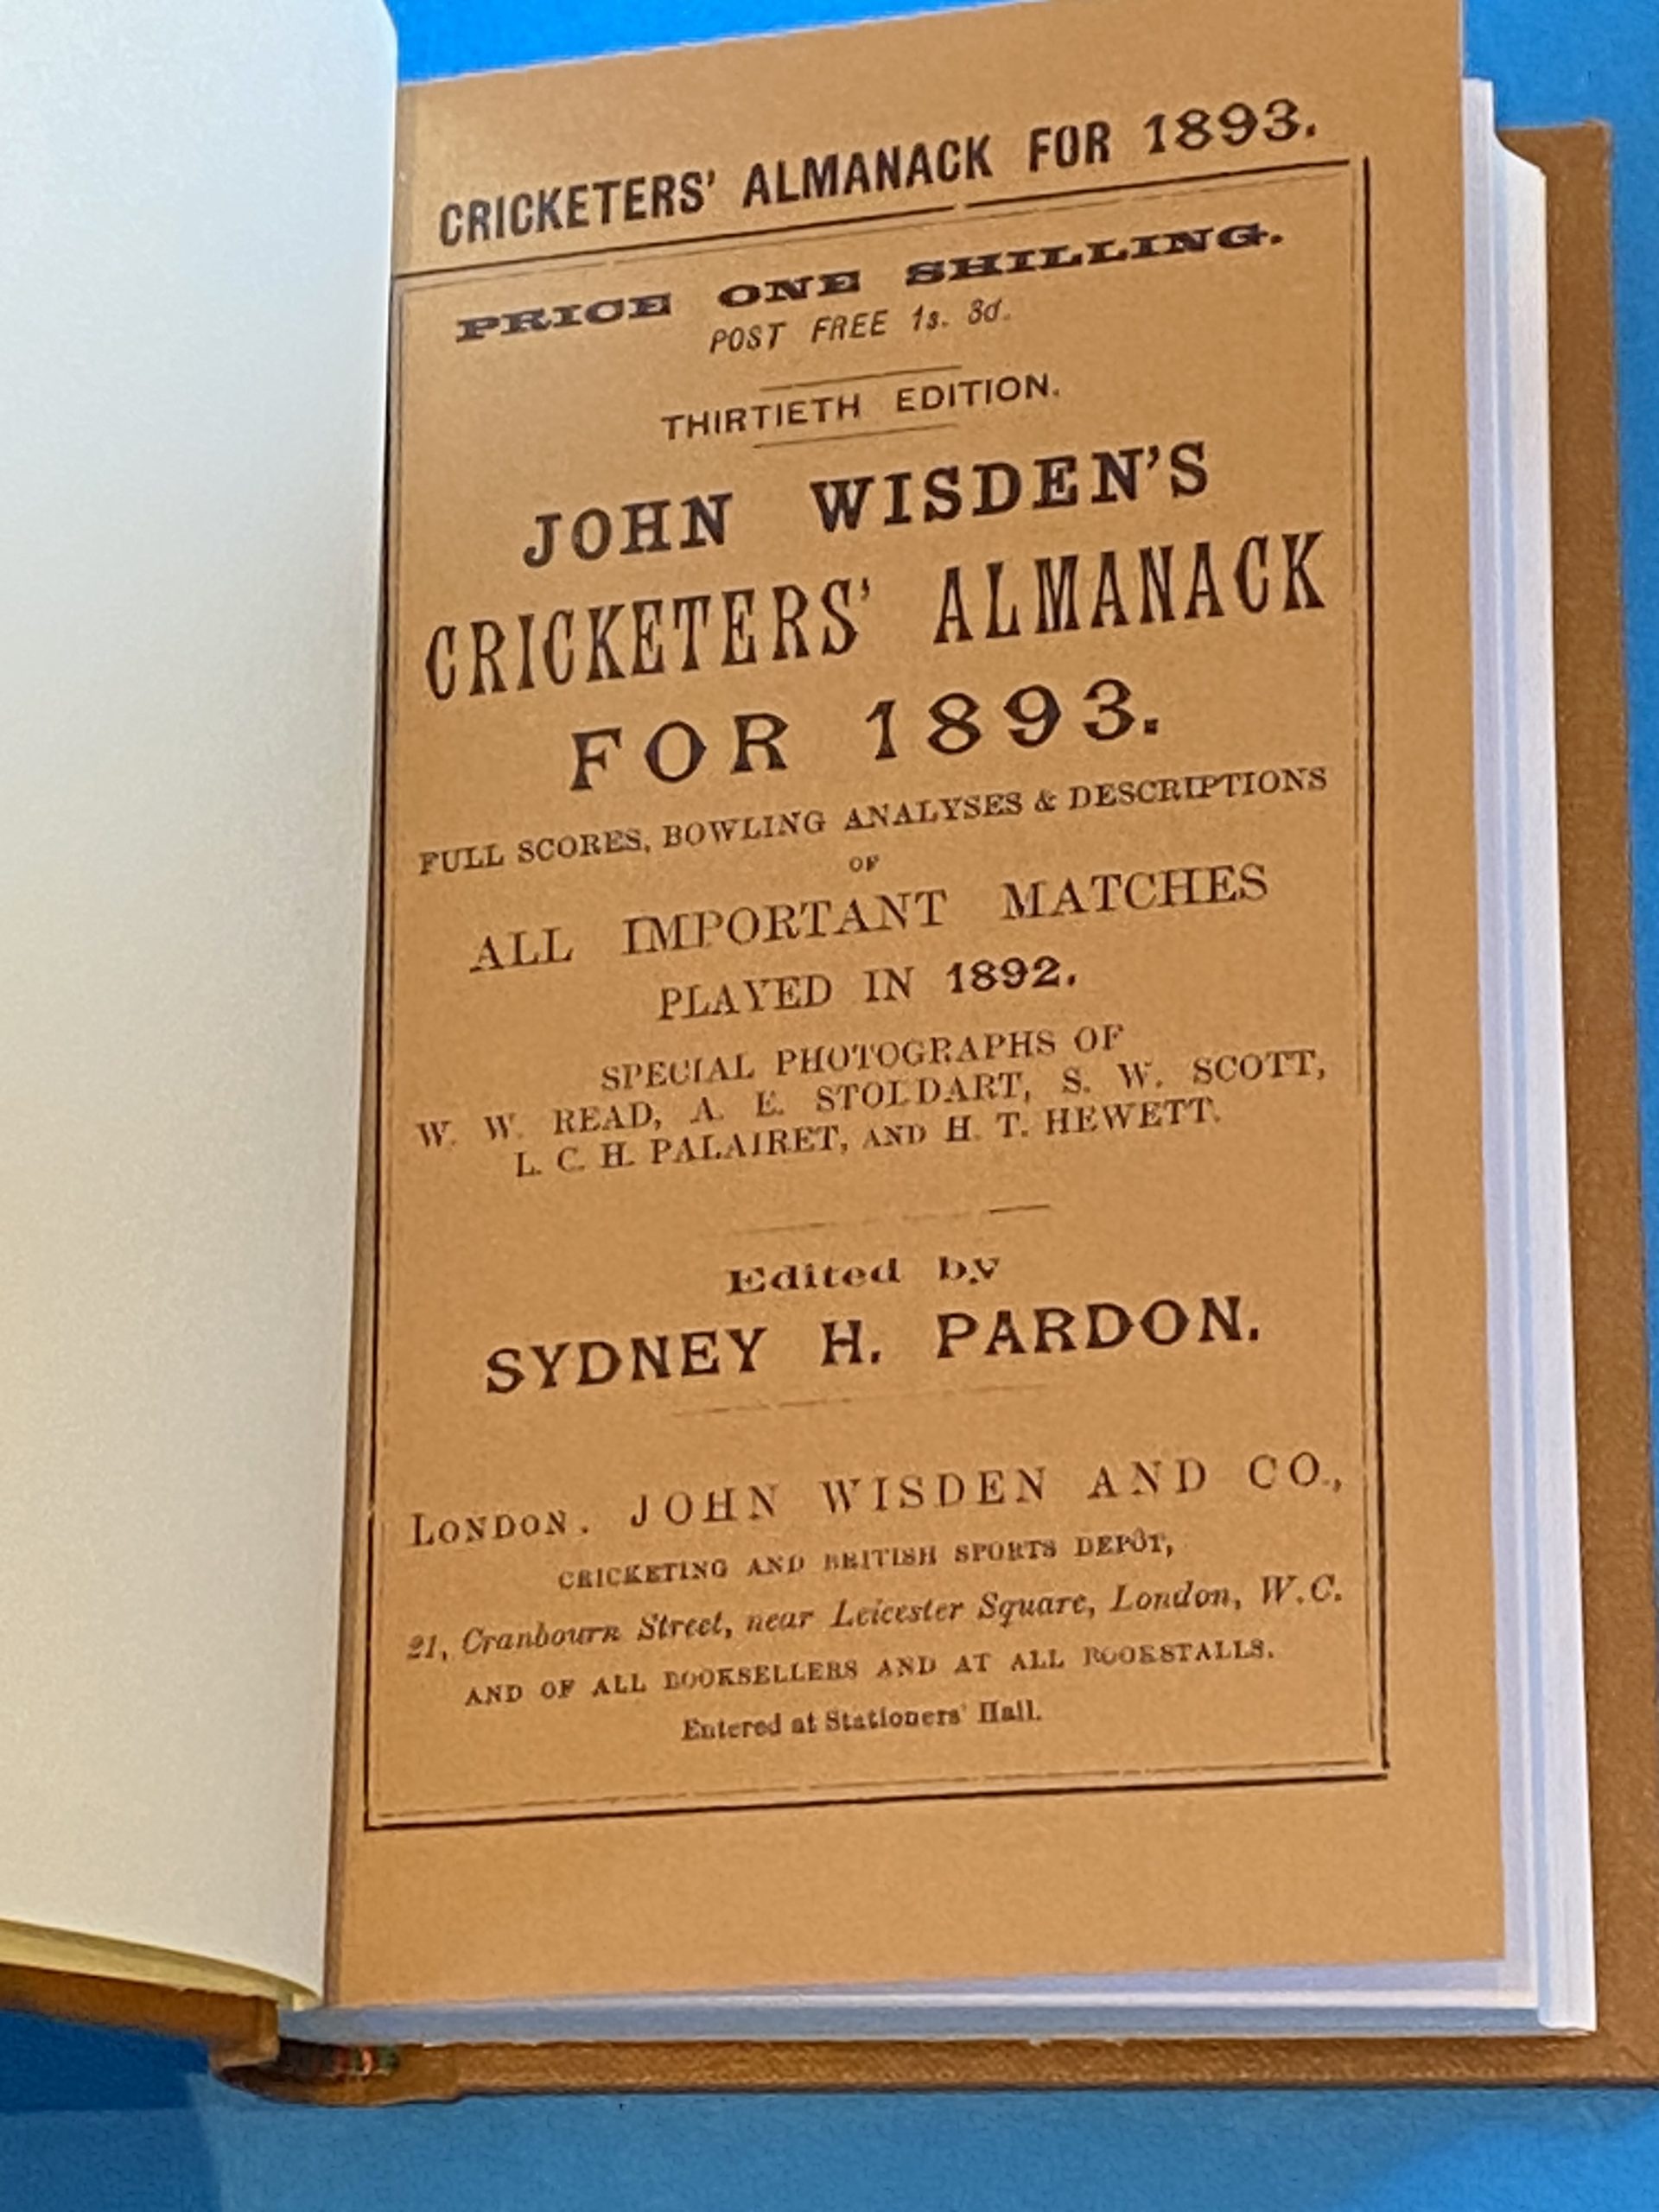 CRICKETERS' ALMANACK FOR 1893.
PRICE ONE SHILLING.
POST FREE 1s. 3d.
THIRTIETH EDITION.
JOHN WISDEN'S
CRICKETERS' ALMANACK
FOR 1893.
FULL SCORES, BOWLING ANALYSES & DESCRIPTIONS
OF
ALL IMPORTANT MATCHES
PLAYED IN 1892.
SPECIAL PHOTOGRAPHS OF
W. W. READ, A. E. STODDART, S. W. SCOTT,
L. C. H. PALAIRET, AND H. T. HEWETT.
Edited by
SYDNEY H. PARDON.
LONDON. JOHN WISDEN AND CO.,
CRICKETING AND BRITISH SPORTS DEPÔT,
21, Cranbourn Street, near Leicester Square, London, W.C.
AND OF ALL BOOKSELLERS AND AT ALL BOOKSTALLS.
Entered at Stationers' Hall.